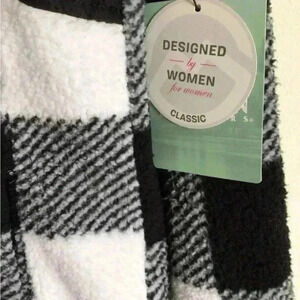 DESIGNED
by
WOMEN
for women
CLASSIC
N
R S